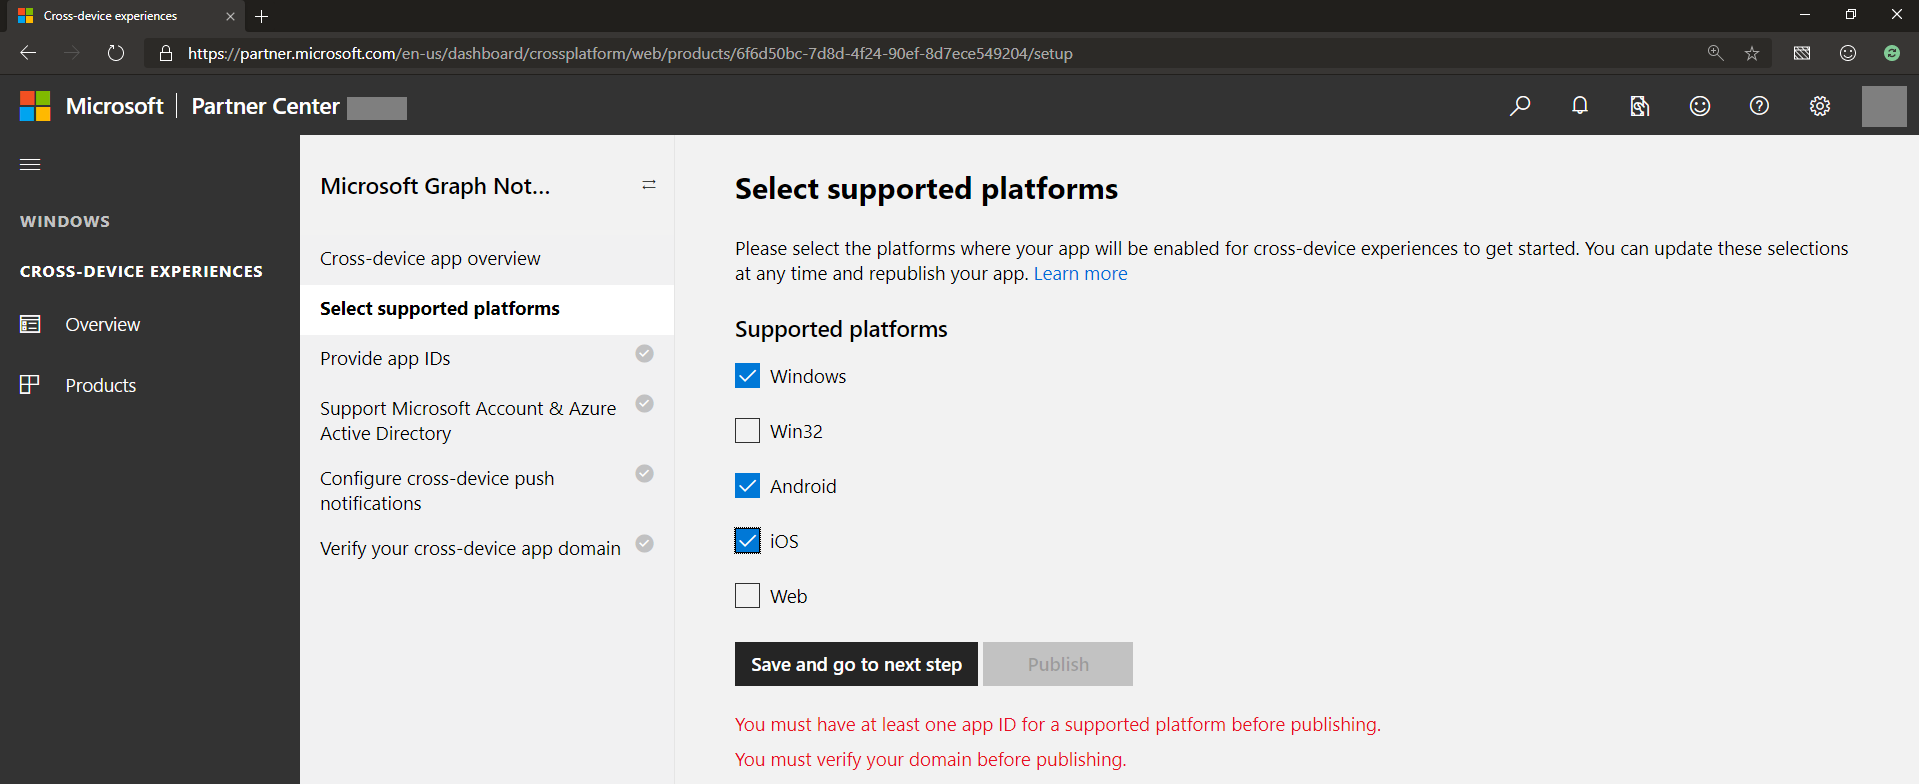 Cross-device experiences
https://partner.microsoft.com/en-us/dashboard/crossplatform/web/products/6f6d50bc-7d8d-4f24-90ef-8d7ece549204/setup
Microsoft | Partner Center
WINDOWS
CROSS-DEVICE EXPERIENCES
Overview
Products
Microsoft Graph Not...
Cross-device app overview
Select supported platforms
Provide app IDs
Support Microsoft Account & Azure
Active Directory
Configure cross-device push
notifications
Verify your cross-device app domain
Select supported platforms
Please select the platforms where your app will be enabled for cross-device experiences to get started. You can update these selections
at any time and republish your app. Learn more
Supported platforms
Windows
Win32
Android
iOS
Web
Save and go to next step
Publish
You must have at least one app ID for a supported platform before publishing.
You must verify your domain before publishing.